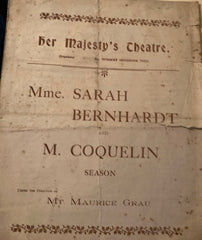 Her Majesty's Theatre.
Mme. SARAH
BERNHARDT
AND
M. COQUELIN
SEASON
Under the Direction of
Mr Maurice Grau